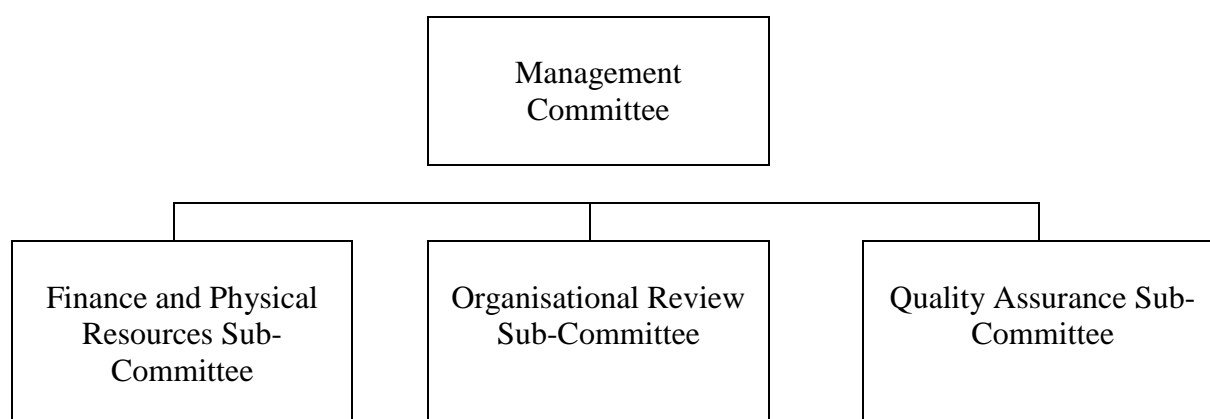 Management
Committee
Finance and Physical
Resources Sub-
Committee
Organisational Review
Sub-Committee
Quality Assurance Sub-
Committee